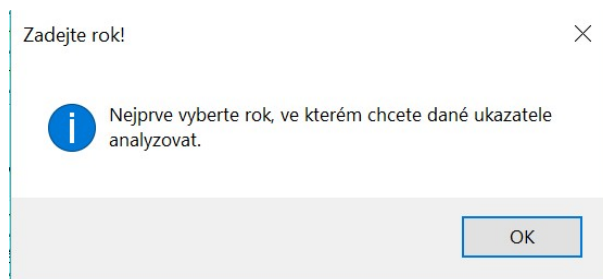 Zadejte rok!
Nejprve vyberte rok, ve kterém chcete dané ukazatele
analyzovat.
OK